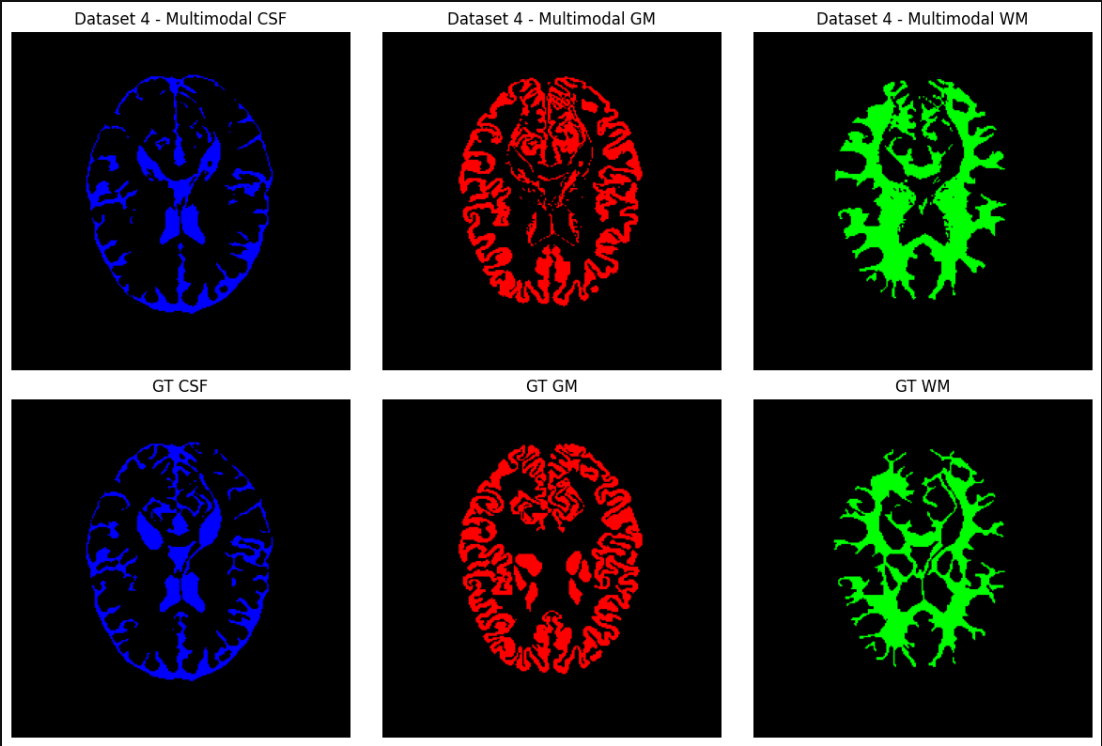 Dataset 4 - Multimodal CSF
Dataset 4 - Multimodal GM
Dataset 4 - Multimodal WM
GT CSF
GT GM
GT WM